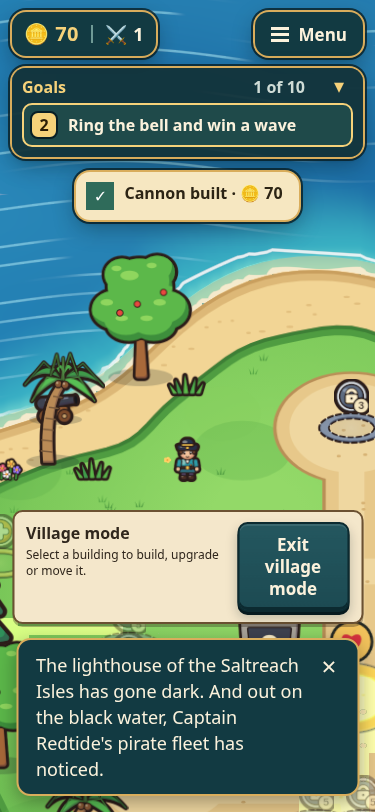 70 1
Menu
Goals 1 of 10
2 Ring the bell and win a wave
Cannon built · 70
3
Village mode
Select a building to build, upgrade
or move it.
Exit
village
mode
The lighthouse of the Saltreach
Isles has gone dark. And out on
the black water, Captain
Redtide's pirate fleet has
noticed.